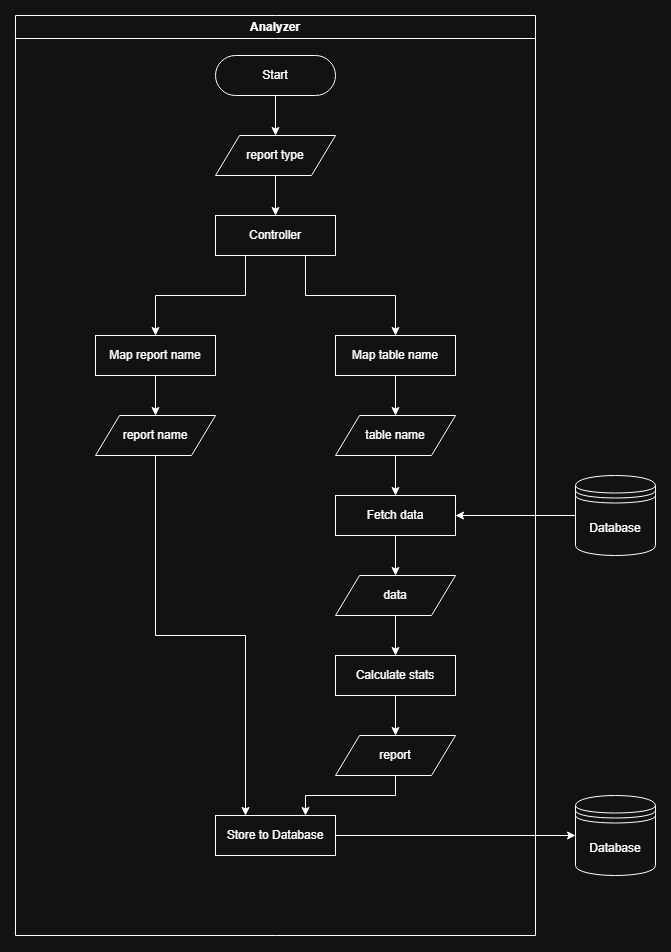 Analyzer
Start
report type
Controller
Map report name
Map table name
report name
table name
Fetch data
Database
data
Calculate stats
report
Store to Database
Database